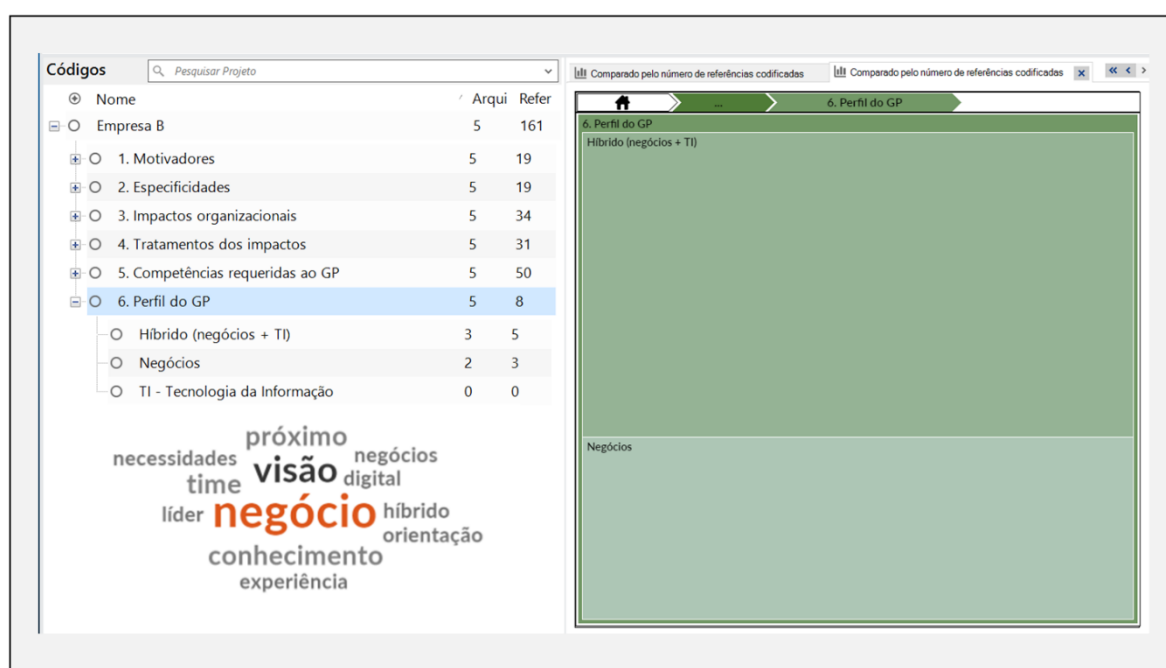 Códigos
Pesquisar Projeto
Nome Arqui Refer
Empresa B 5 161
1. Motivadores 5 19
2. Especificidades 5 19
3. Impactos organizacionais 5 34
4. Tratamentos dos impactos 5 31
5. Competências requeridas ao GP 5 50
6. Perfil do GP 5 8
Híbrido (negócios + TI) 3 5
Negócios 2 3
TI - Tecnologia da Informação 0 0
próximo
necessidades visão negócios
time digital
líder negócio híbrido
orientação
conhecimento
experiência
Comparado pelo número de referências codificadas
Comparado pelo número de referências codificadas
... 6. Perfil do GP
6. Perfil do GP
Híbrido (negócios + TI)
Negócios